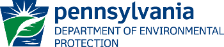 pennsylvania
DEPARTMENT OF ENVIRONMENTAL
PROTECTION